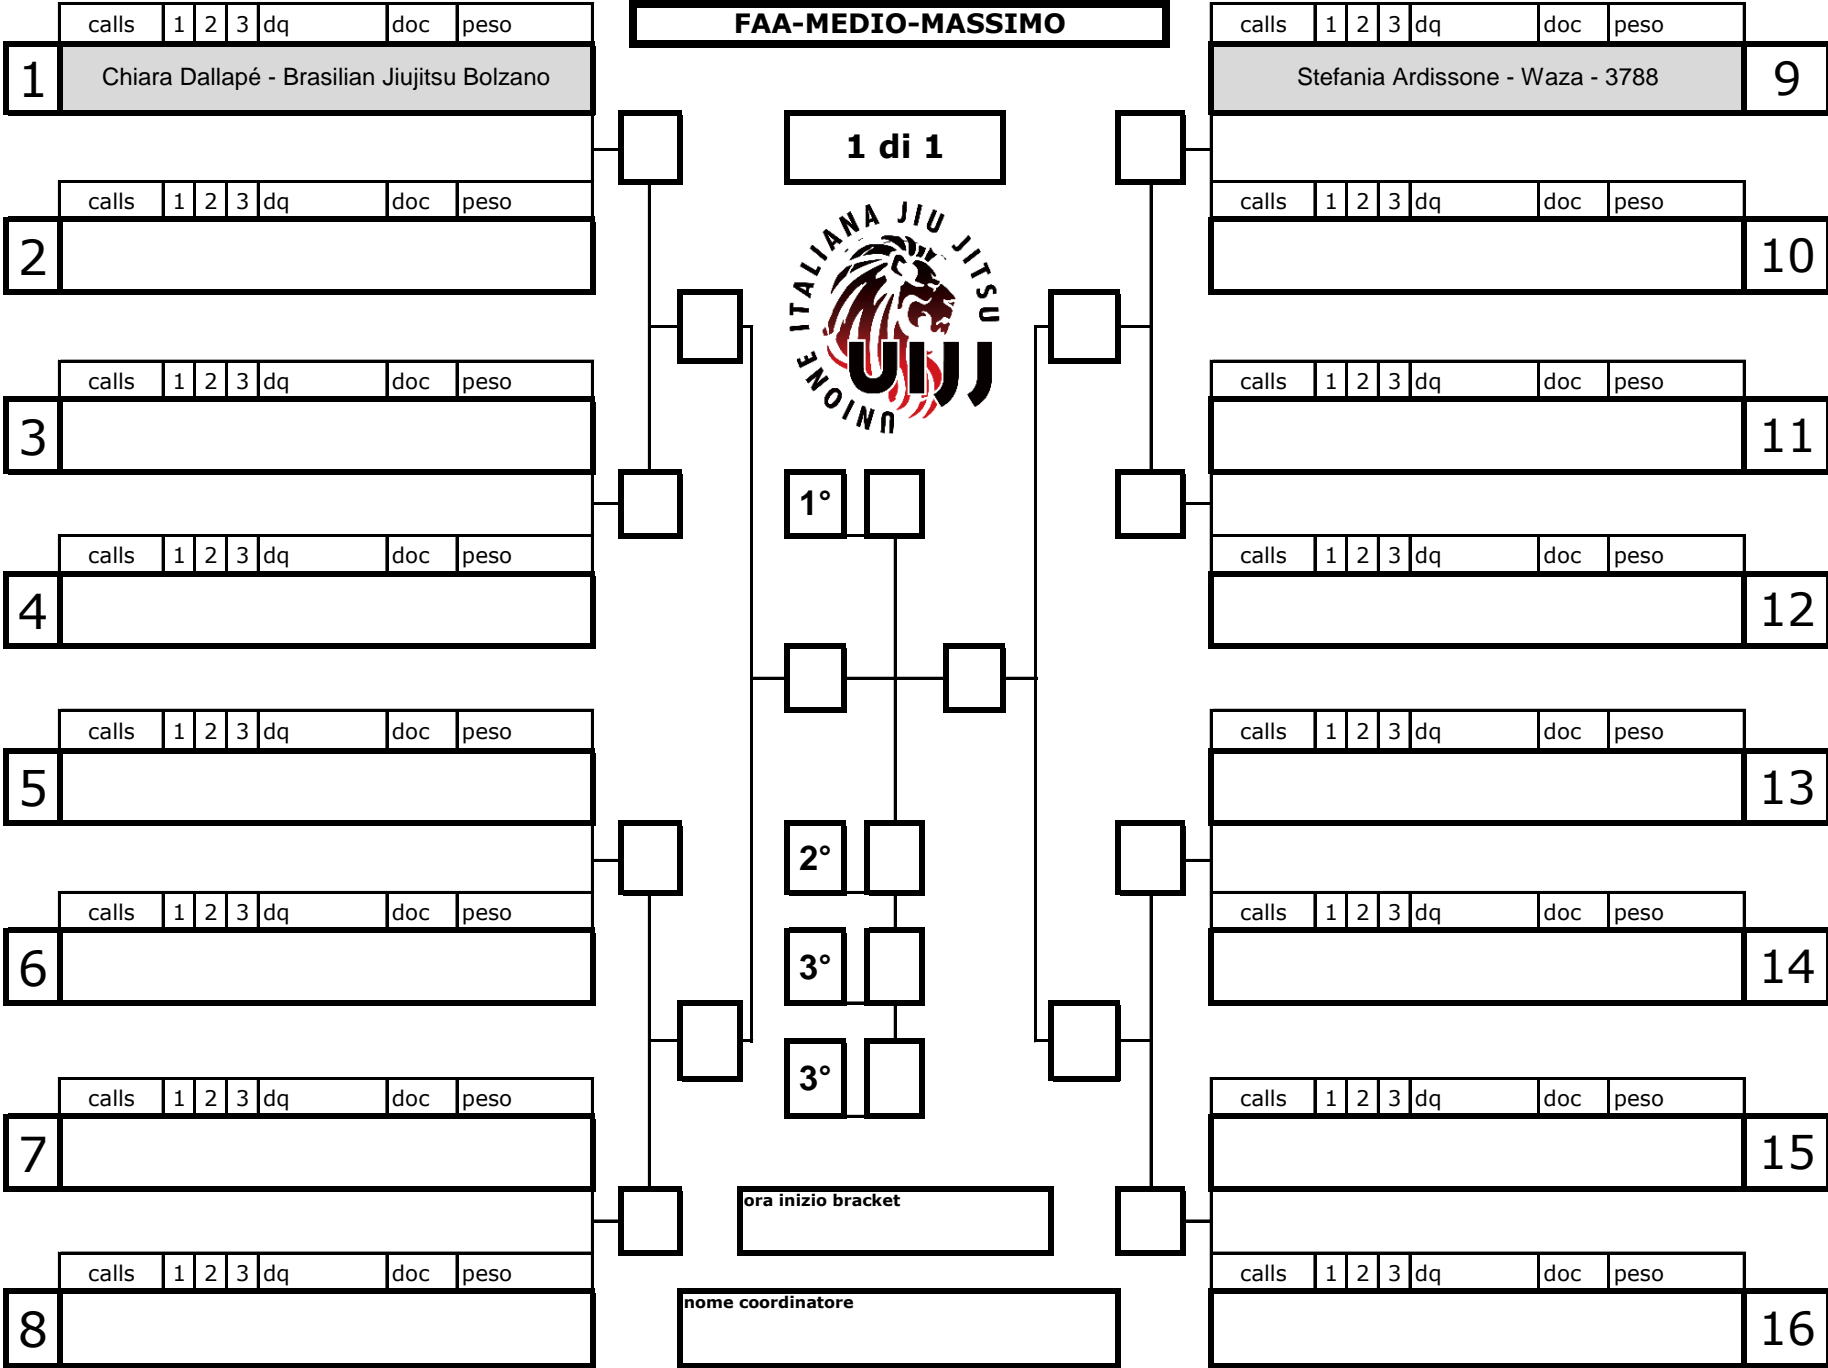 FAA-MEDIO-MASSIMO
1 di 1
UNIONE ITALIANA JIU JITSU
UIJJ
calls 1 2 3 dq doc peso
1 Chiara Dallapé - Brasilian Jiujitsu Bolzano
calls 1 2 3 dq doc peso
2
calls 1 2 3 dq doc peso
3
calls 1 2 3 dq doc peso
4
calls 1 2 3 dq doc peso
5
calls 1 2 3 dq doc peso
6
calls 1 2 3 dq doc peso
7
calls 1 2 3 dq doc peso
8
1°
2°
3°
3°
ora inizio bracket
nome coordinatore
calls 1 2 3 dq doc peso
Stefania Ardissone - Waza - 3788 9
calls 1 2 3 dq doc peso
10
calls 1 2 3 dq doc peso
11
calls 1 2 3 dq doc peso
12
calls 1 2 3 dq doc peso
13
calls 1 2 3 dq doc peso
14
calls 1 2 3 dq doc peso
15
calls 1 2 3 dq doc peso
16